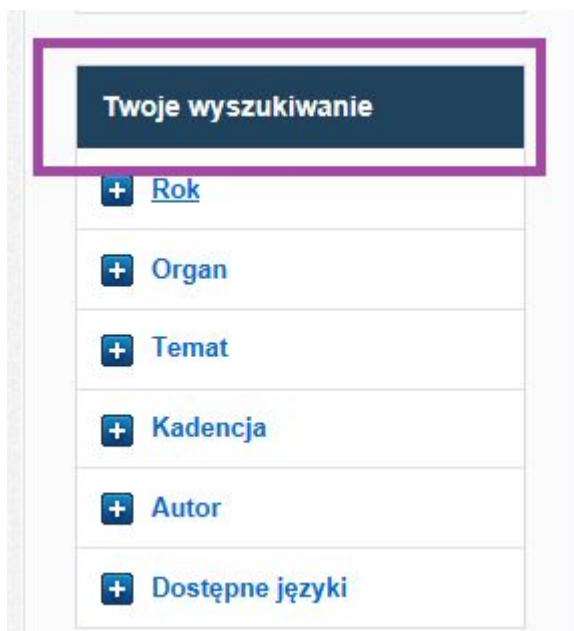 Twoje wyszukiwanie
Rok
Organ
Temat
Kadencja
Autor
Dostępne języki